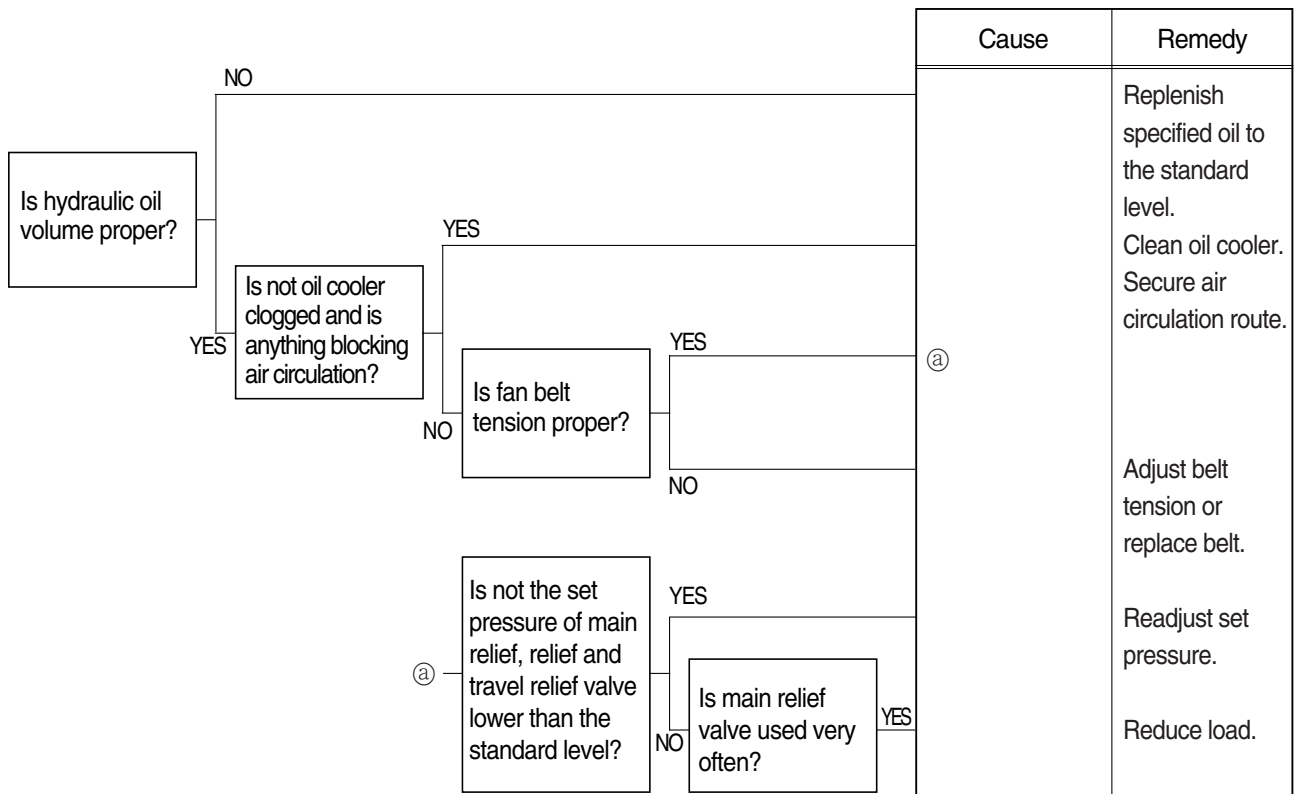 Cause
Remedy
NO
Replenish
specified oil to
the standard
level.
Is hydraulic oil
volume proper?
YES
Clean oil cooler.
Secure air
circulation route.
YES
Is not oil cooler
clogged and is
anything blocking
air circulation?
YES
ⓐ
NO
Is fan belt
tension proper?
NO
Adjust belt
tension or
replace belt.
ⓐ
Is not the set
pressure of main
relief, relief and
travel relief valve
lower than the
standard level?
YES
Readjust set
pressure.
NO
Is main relief
valve used very
often?
YES
Reduce load.